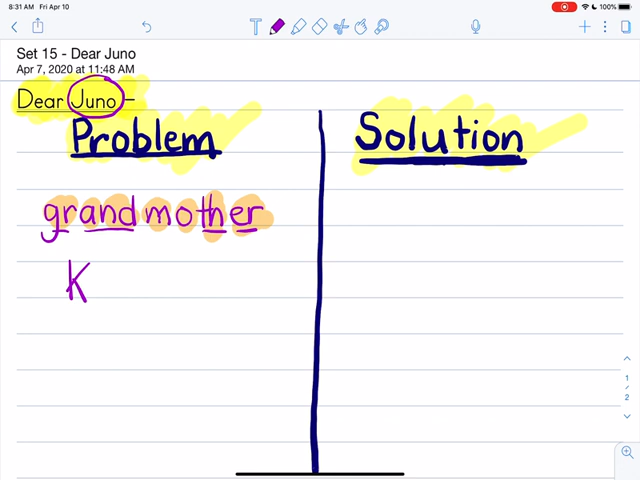 8:31 AM Fri Apr 10
100%
Set 15 - Dear Juno
Apr 7, 2020 at 11:48 AM
Dear Juno –
Problem
Solution
grandmother
K
1
/
2